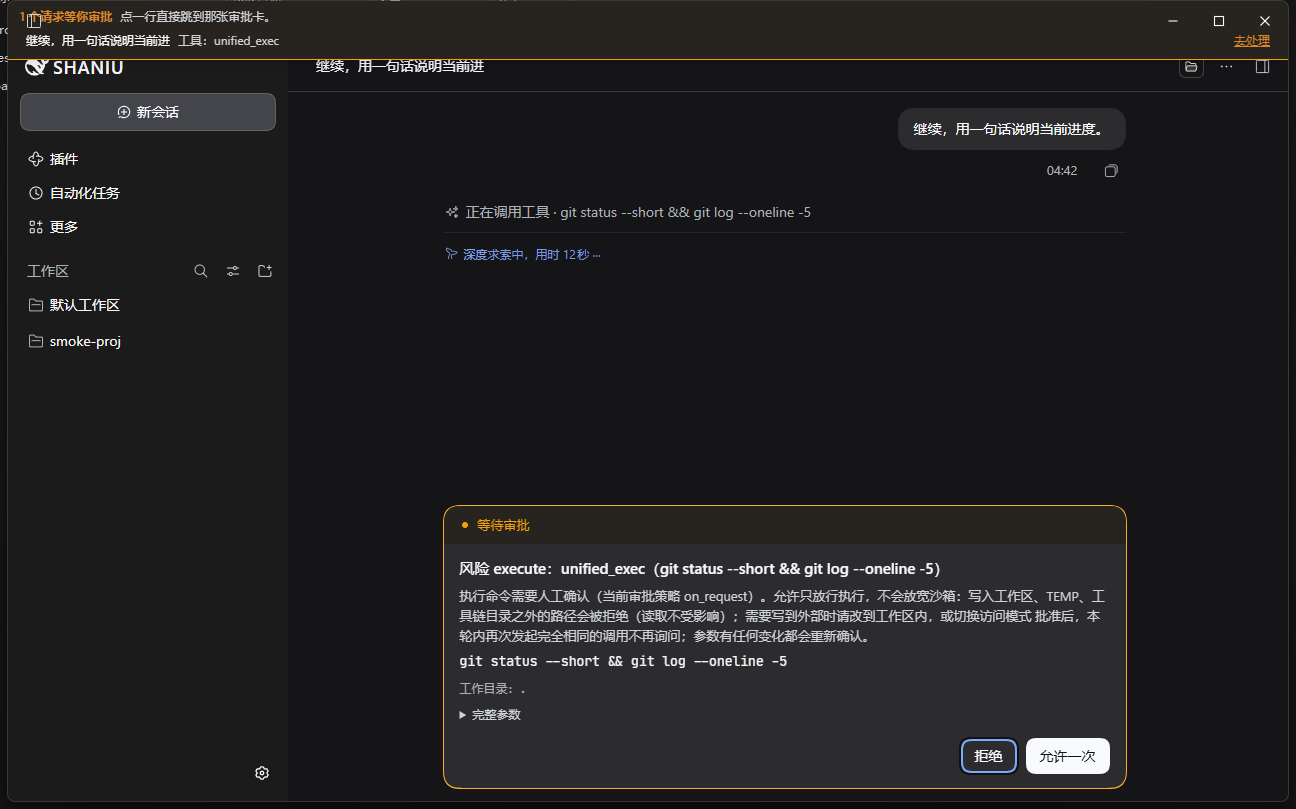 1 个请求等你审批 点一行直接跳到那张审批卡。
继续，用一句话说明当前进 工具：unified_exec
去处理
SHANIU
继续，用一句话说明当前进
新会话
插件
自动化任务
更多
工作区
默认工作区
smoke-proj
继续，用一句话说明当前进度。
04:42
正在调用工具 · git status --short && git log --oneline -5
深度求索中，用时 12秒 ···
等待审批
风险 execute：unified_exec（git status --short && git log --oneline -5）
执行命令需要人工确认（当前审批策略 on_request）。允许只放行执行，不会放宽沙箱：写入工作区、TEMP、工
具链目录之外的路径会被拒绝（读取不受影响）；需要写到外部时请改到工作区内，或切换访问模式 批准后，本
轮内再次发起完全相同的调用不再询问；参数有任何变化都会重新确认。
git status --short && git log --oneline -5
工作目录：.
完整参数
拒绝
允许一次